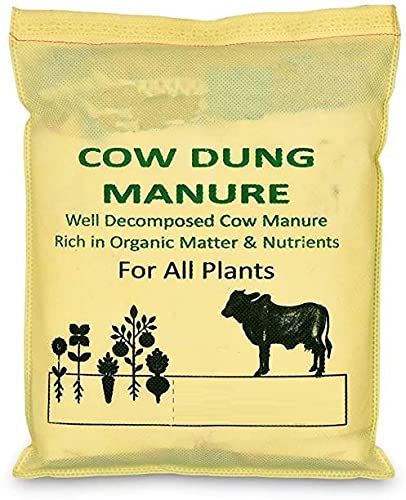 COW DUNG
MANURE
Well Decomposed Cow Manure
Rich in Organic Matter & Nutrients
For All Plants